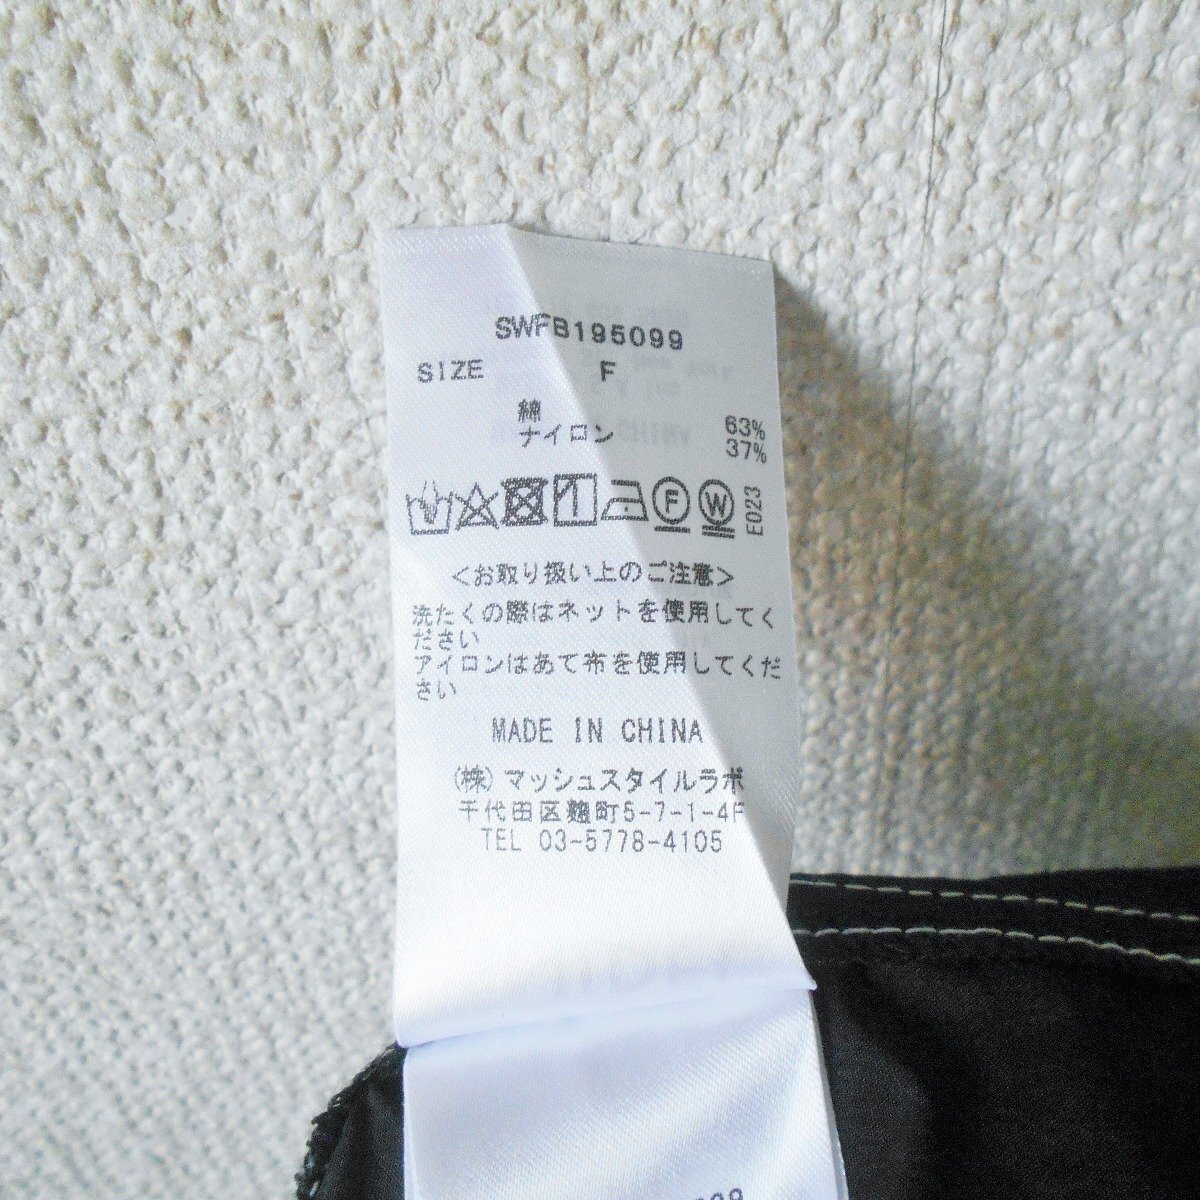 SWFB195099
SIZE F
綿 63%
ナイロン 37%
F W E023
<お取り扱い上のご注意>
洗たくの際はネットを使用してく
ださい
アイロンはあて布を使用してくだ
さい
MADE IN CHINA
(株)マッシュスタイルラボ
千代田区麹町5-7-1-4F
TEL 03-5778-4105